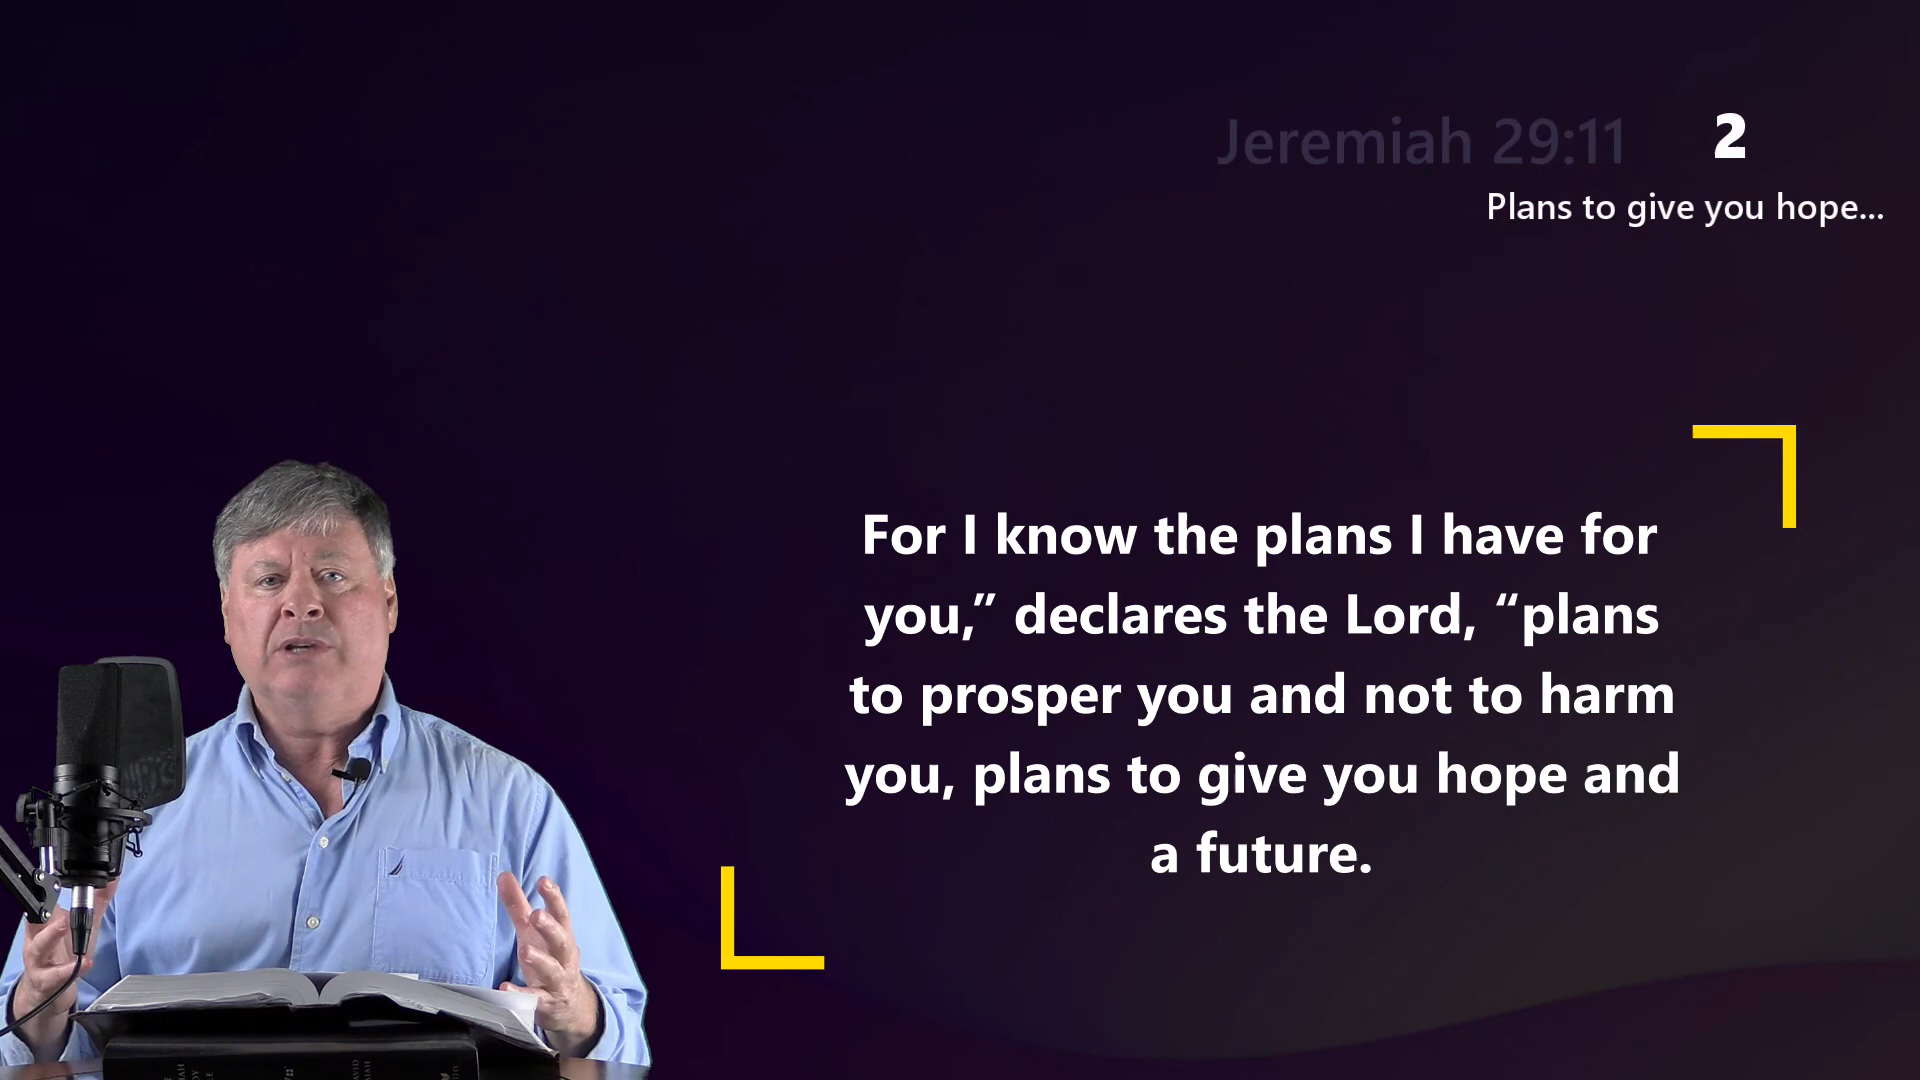 Jeremiah 29:11
2
Plans to give you hope...
For I know the plans I have for
you,” declares the Lord, “plans
to prosper you and not to harm
you, plans to give you hope and
a future.